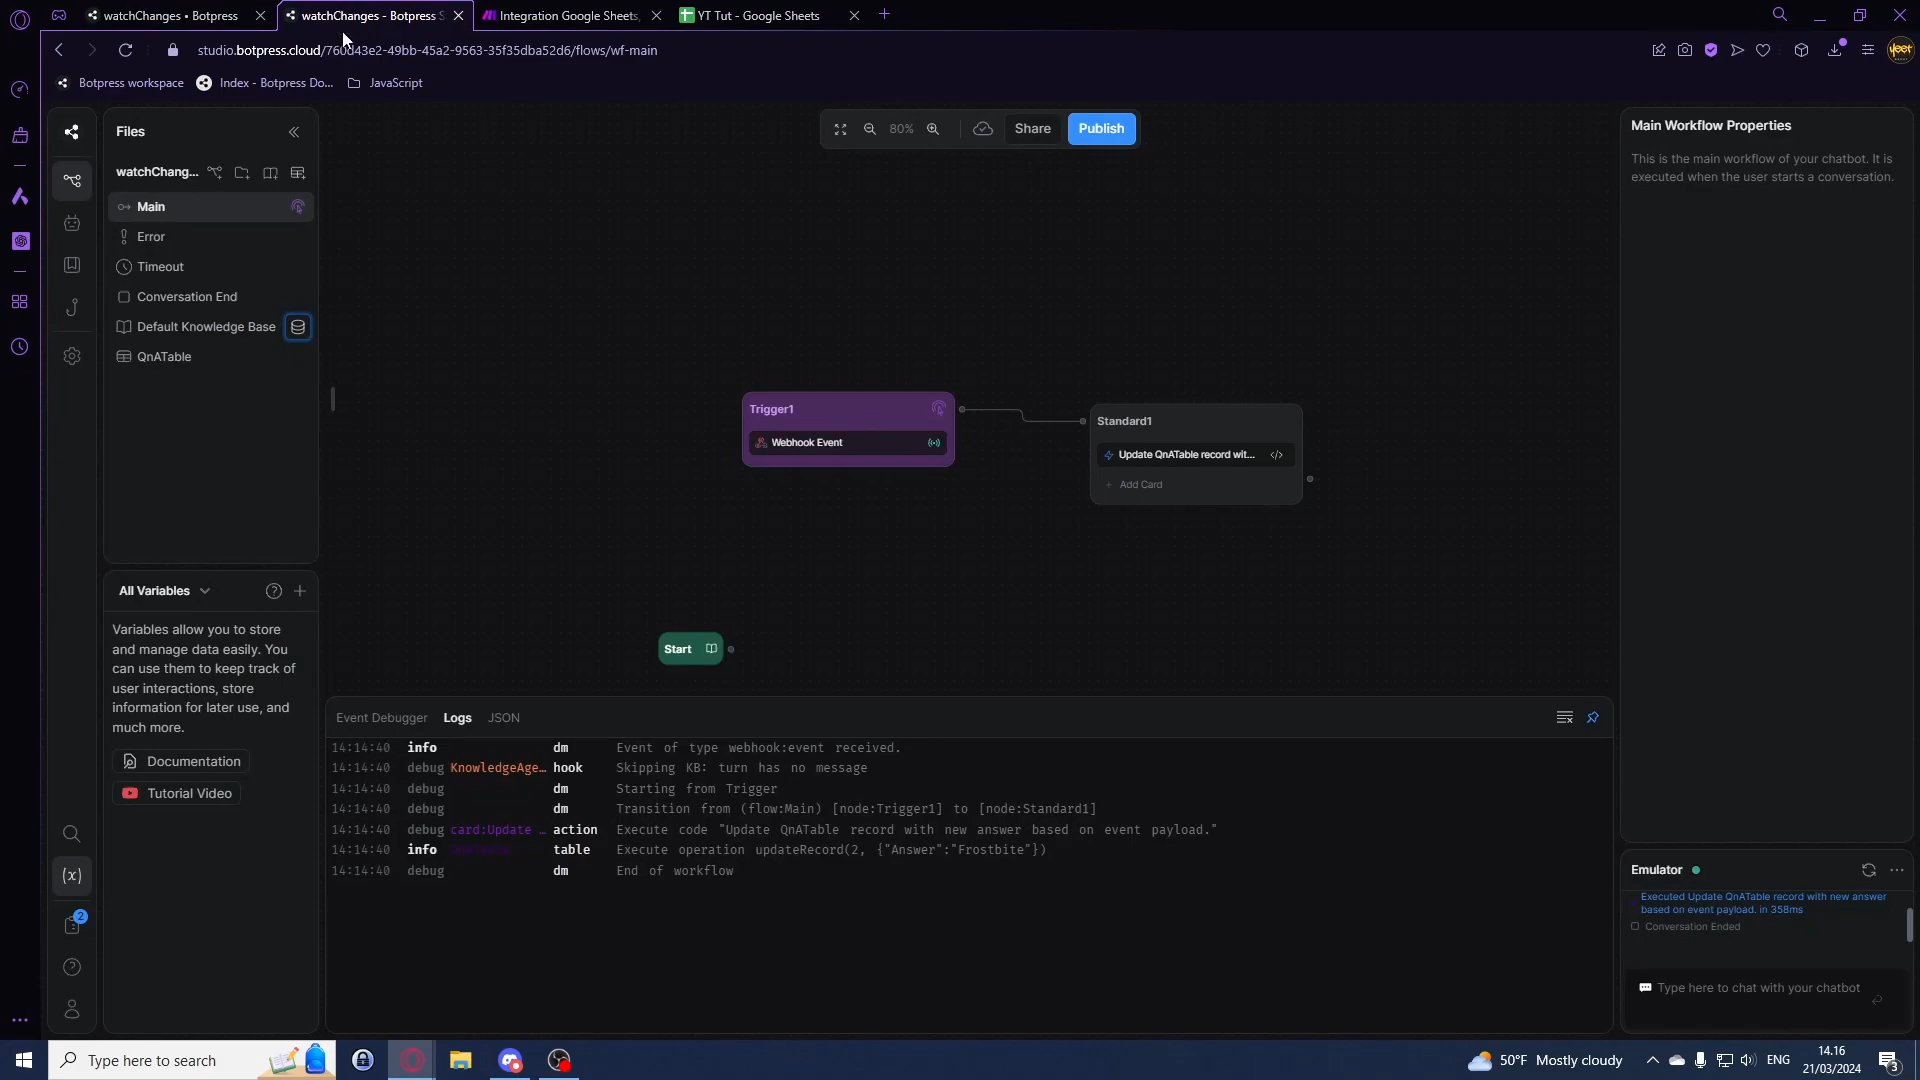 watchChanges • Botpress
watchChanges - Botpress S
Integration Google Sheets,
YT Tut - Google Sheets
studio.botpress.cloud/760d43e2-49bb-45a2-9563-35f35dba52d6/flows/wf-main
Botpress workspace
Index - Botpress Do...
JavaScript
Files
watchChang...
Main
Error
Timeout
Conversation End
Default Knowledge Base
QnATable
80%
Share
Publish
Main Workflow Properties
This is the main workflow of your chatbot. It is
executed when the user starts a conversation.
Trigger1
Webhook Event
Standard1
Update QnATable record wit...
+ Add Card
Start
All Variables
Variables allow you to store
and manage data easily. You
can use them to keep track of
user interactions, store
information for later use, and
much more.
Documentation
Tutorial Video
Event Debugger Logs JSON
14:14:40 info dm Event of type webhook:event received.
14:14:40 debug KnowledgeAge... hook Skipping KB: turn has no message
14:14:40 debug dm Starting from Trigger
14:14:40 debug dm Transition from (flow:Main) [node:Trigger1] to [node:Standard1]
14:14:40 debug card:Update ... action Execute code "Update QnATable record with new answer based on event payload."
14:14:40 info table Execute operation updateRecord(2, {"Answer":"Frostbite"})
14:14:40 debug dm End of workflow
(x)
2
Emulator
Executed Update QnATable record with new answer
based on event payload. in 358ms
Conversation Ended
Type here to chat with your chatbot
Type here to search
50°F Mostly cloudy
ENG
14.16
21/03/2024
3